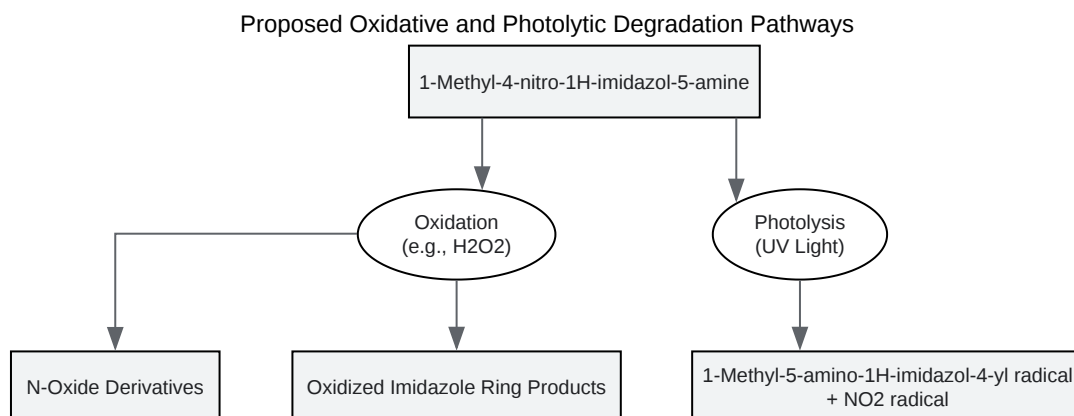 Proposed Oxidative and Photolytic Degradation Pathways
1-Methyl-4-nitro-1H-imidazol-5-amine
Oxidation
(e.g., H2O2)
Photolysis
(UV Light)
N-Oxide Derivatives
Oxidized Imidazole Ring Products
1-Methyl-5-amino-1H-imidazol-4-yl radical
+ NO2 radical